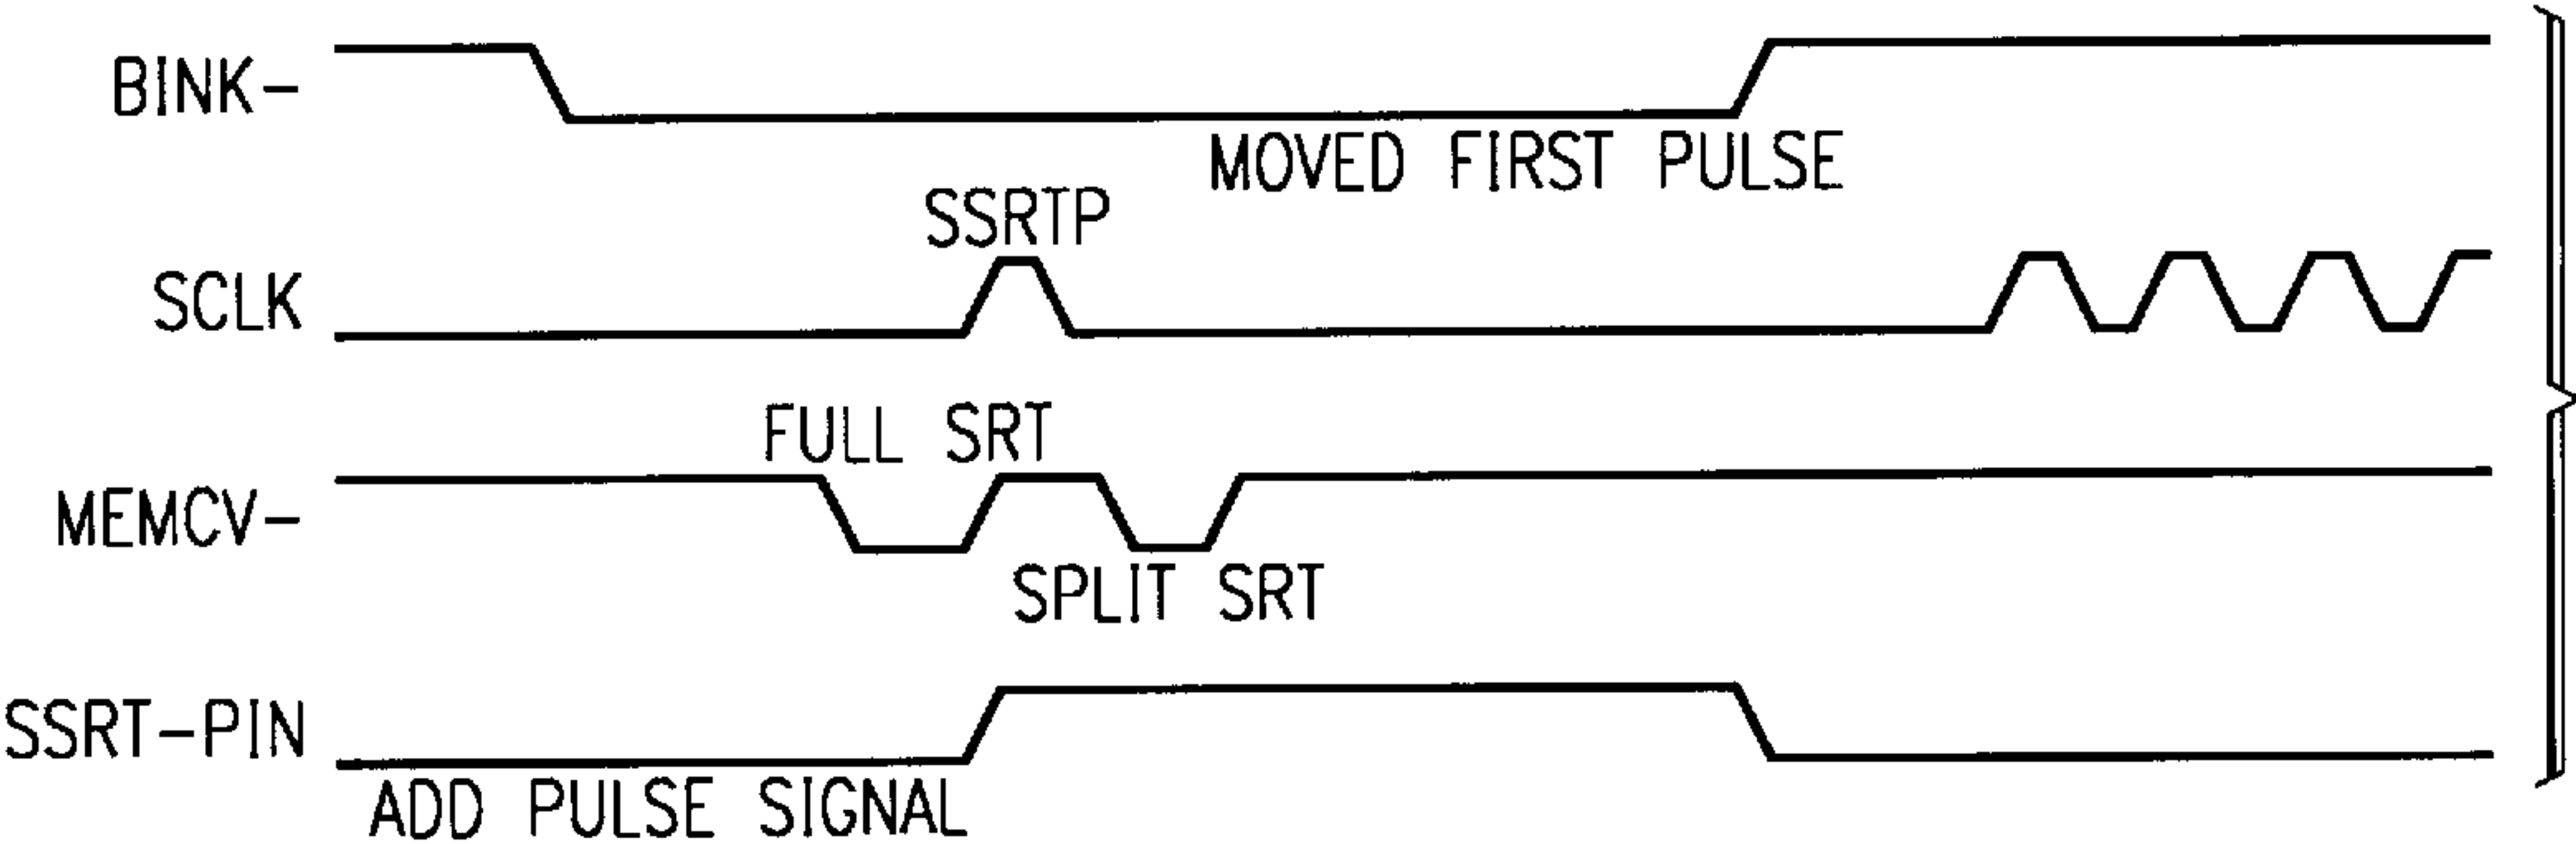 BINK-
MOVED FIRST PULSE
SSRTP
SCLK
FULL SRT
MEMCV-
SPLIT SRT
SSRT-PIN
ADD PULSE SIGNAL